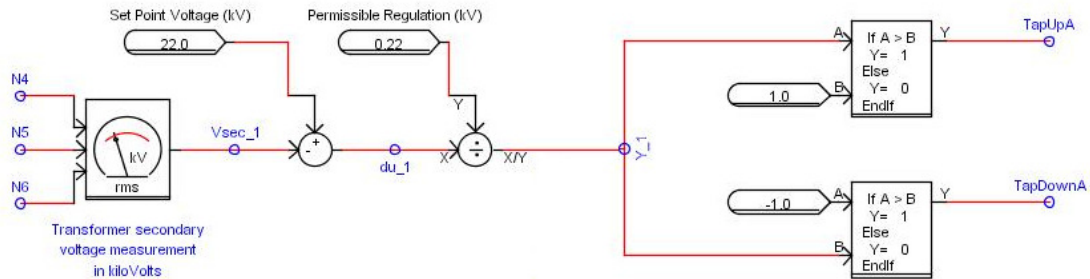 Set Point Voltage (kV)
Permissible Regulation (kV)
22.0
0.22
N4
N5
N6
kV
rms
Vsec_1
- +
du_1
Y
X
÷
X/Y
Y_1
A
B
1.0
If A > B
Y= 1
Else
Y= 0
EndIf
Y
TapUpA
A
B
-1.0
If A > B
Y= 1
Else
Y= 0
EndIf
Y
TapDownA
Transformer secondary
voltage measurement
in kiloVolts